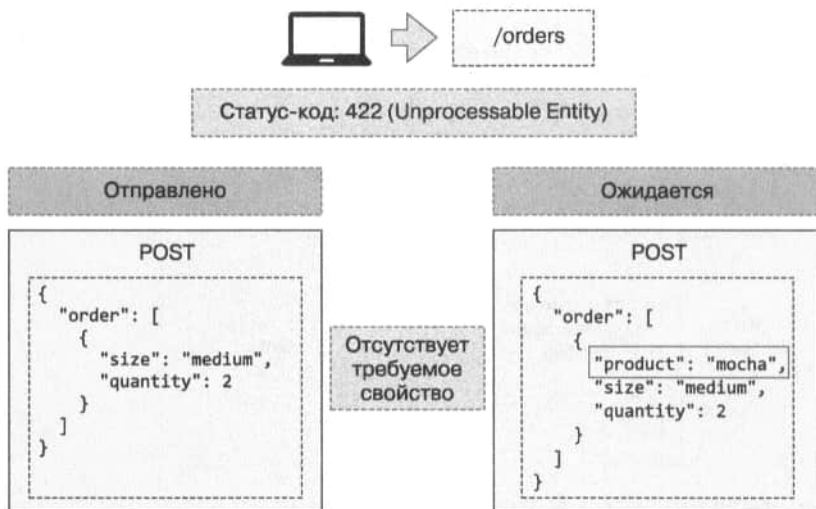 /orders
Статус-код: 422 (Unprocessable Entity)
Отправлено
POST
{
"order": [
{
"size": "medium",
"quantity": 2
}
]
}
Отсутствует
требуемое
свойство
Ожидается
POST
{
"order": [
{
"product": "mocha",
"size": "medium",
"quantity": 2
}
]
}